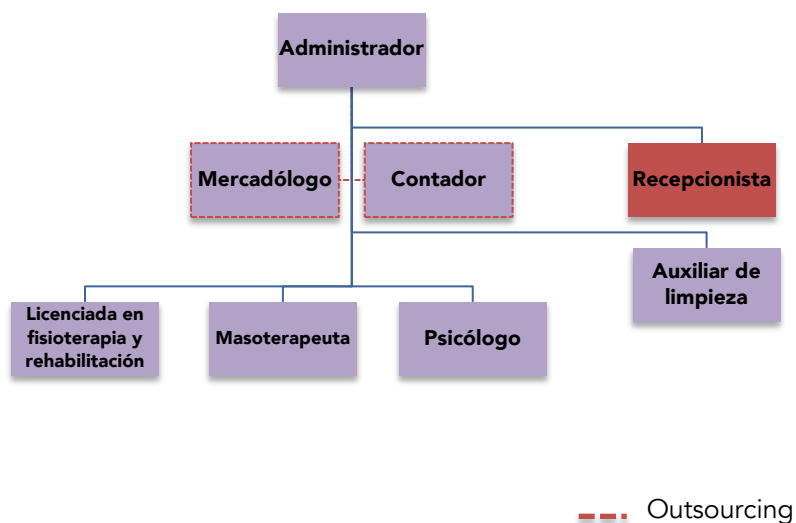 Administrador
Mercadólogo
Contador
Recepcionista
Auxiliar de
limpieza
Licenciada en
fisioterapia y
rehabilitación
Masoterapeuta
Psicólogo
Outsourcing